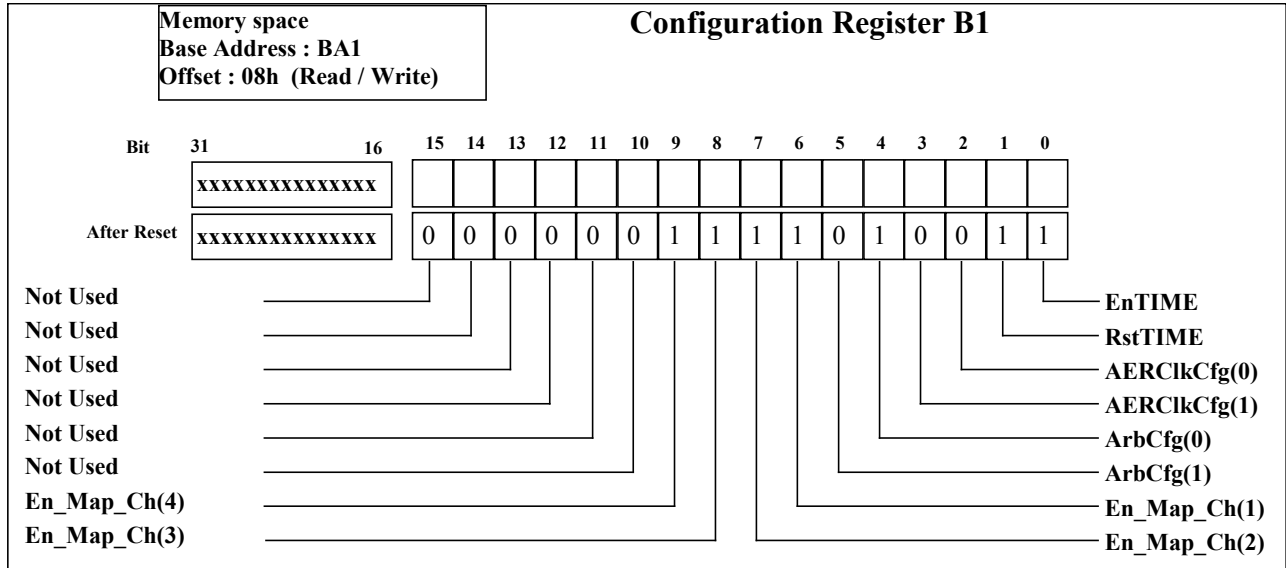 Memory space
Base Address : BA1
Offset : 08h (Read / Write)
Configuration Register B1
Bit 31 16 15 14 13 12 11 10 9 8 7 6 5 4 3 2 1 0
xxxxxxxxxxxxxxx
After Reset xxxxxxxxxxxxxxx 0 0 0 0 0 0 1 1 1 1 0 1 0 0 1 1
Not Used EnTIME
Not Used RstTIME
Not Used AERClkCfg(0)
Not Used AERClkCfg(1)
Not Used ArbCfg(0)
Not Used ArbCfg(1)
En_Map_Ch(4) En_Map_Ch(1)
En_Map_Ch(3) En_Map_Ch(2)